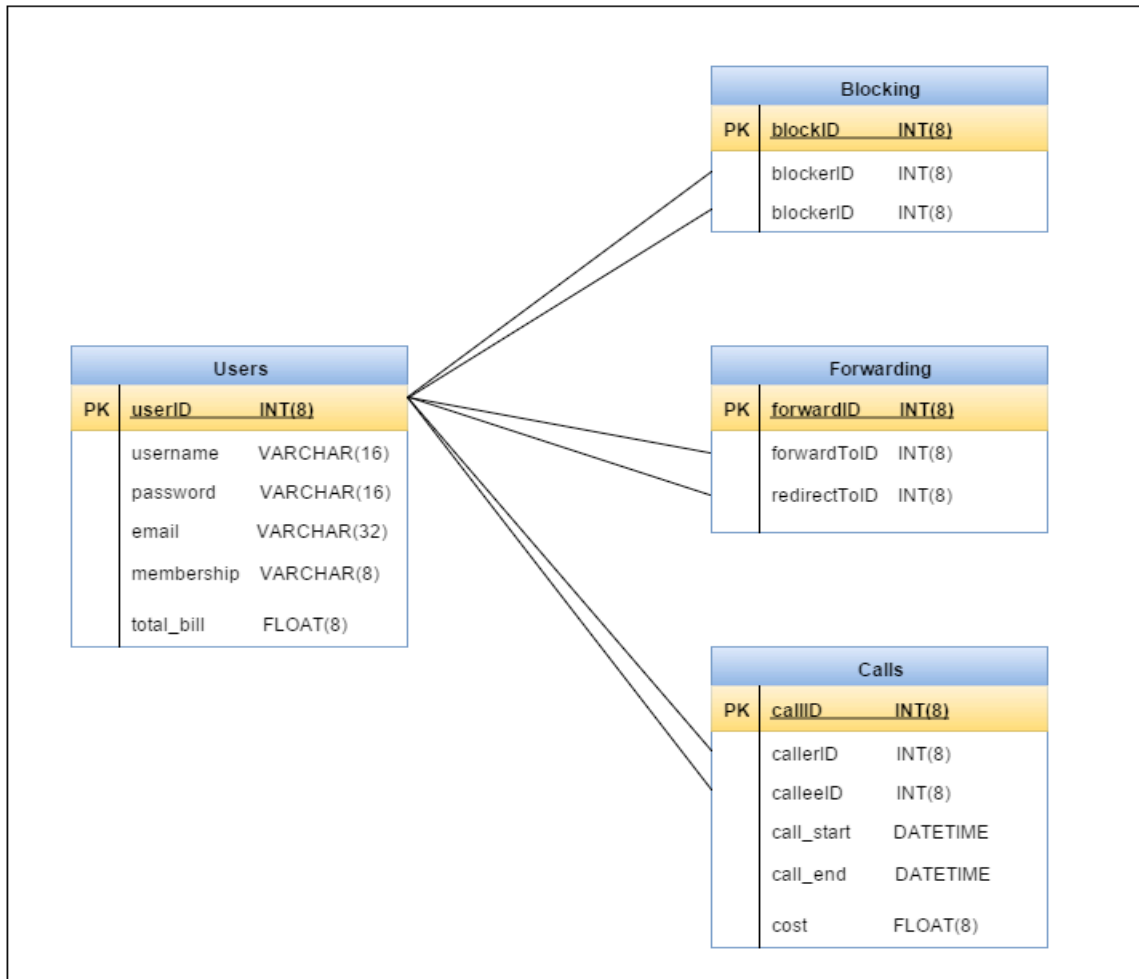 Blocking
PK blockID INT(8)
blockerID INT(8)
blockerID INT(8)
Users
PK userID INT(8)
username VARCHAR(16)
password VARCHAR(16)
email VARCHAR(32)
membership VARCHAR(8)
total_bill FLOAT(8)
Forwarding
PK forwardID INT(8)
forwardToID INT(8)
redirectToID INT(8)
Calls
PK callID INT(8)
callerID INT(8)
calleeID INT(8)
call_start DATETIME
call_end DATETIME
cost FLOAT(8)